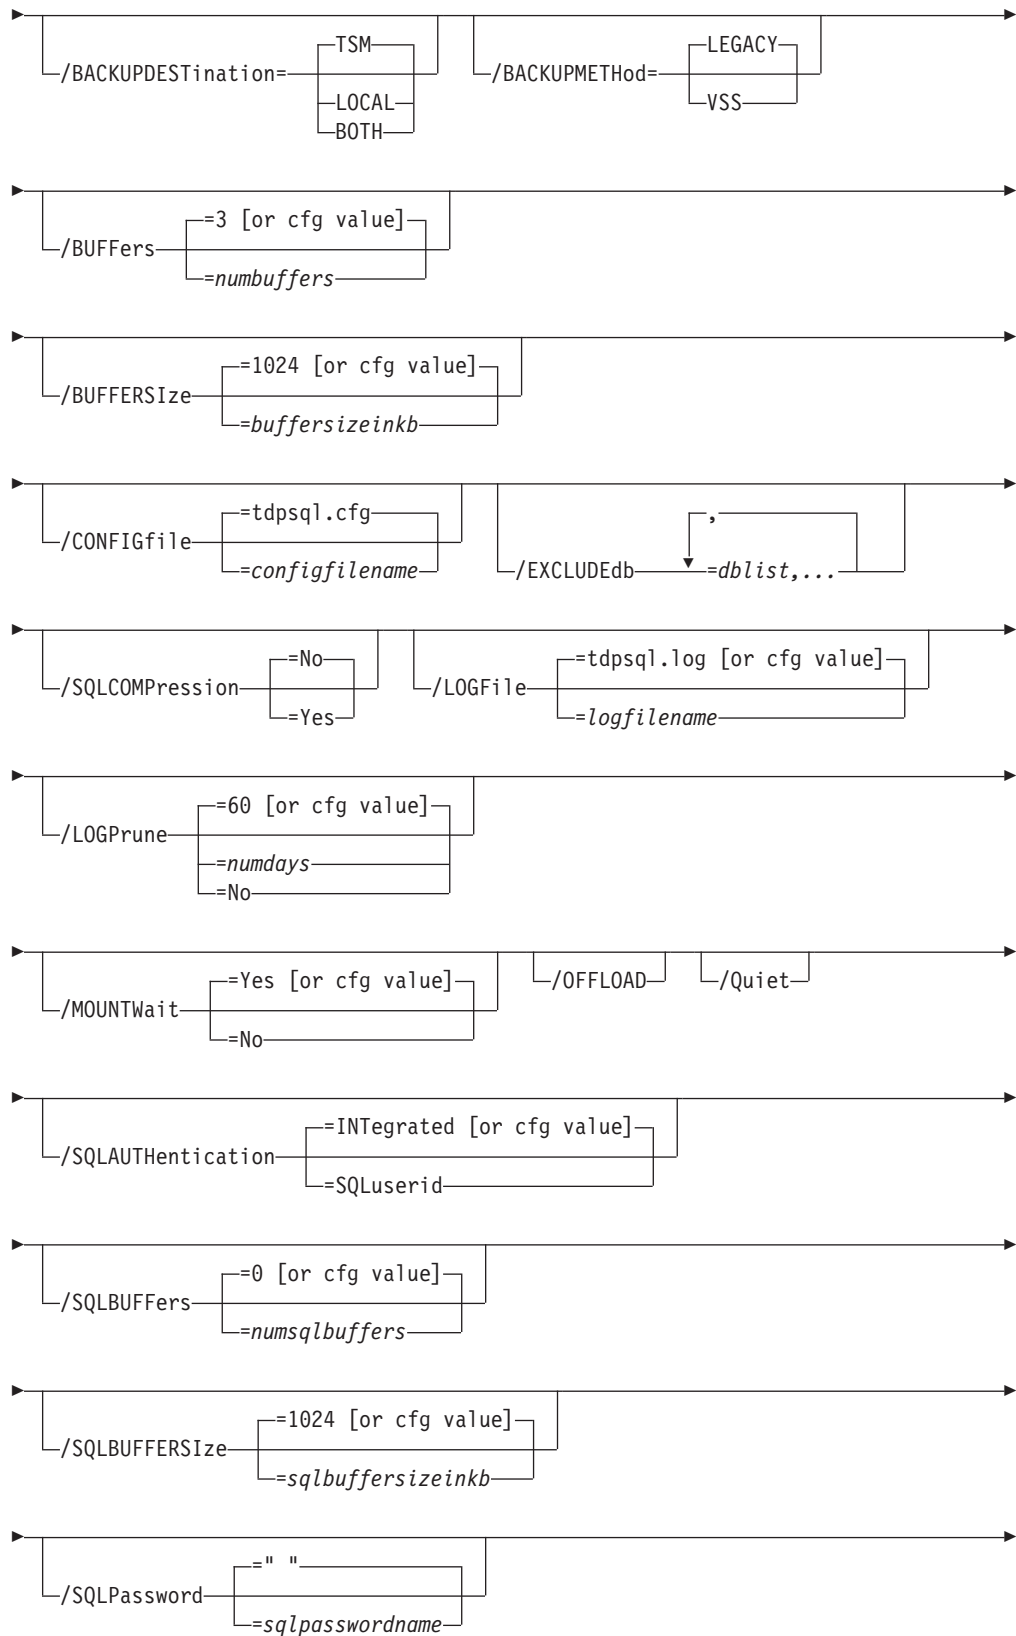 TSM LEGACY
/BACKUPDESTination= /BACKUPMETHod=
LOCAL VSS
BOTH
=3 [or cfg value]
/BUFFers
=numbuffers
=1024 [or cfg value]
/BUFFERSIze
=buffersizeinkb
=tdpsql.cfg ,
/CONFIGfile /EXCLUDEdb =dblist,...
=configfilename
=No =tdpsql.log [or cfg value]
/SQLCOMPression /LOGFile
=Yes =logfilename
=60 [or cfg value]
/LOGPrune
=numdays
=No
=Yes [or cfg value] /OFFLOAD /Quiet
/MOUNTWait
=No
=INTegrated [or cfg value]
/SQLAUTHentication
=SQLuserid
=0 [or cfg value]
/SQLBUFFers
=numsqlbuffers
=1024 [or cfg value]
/SQLBUFFERSIze
=sqlbuffersizeinkb
=" "
/SQLPassword
=sqlpasswordname